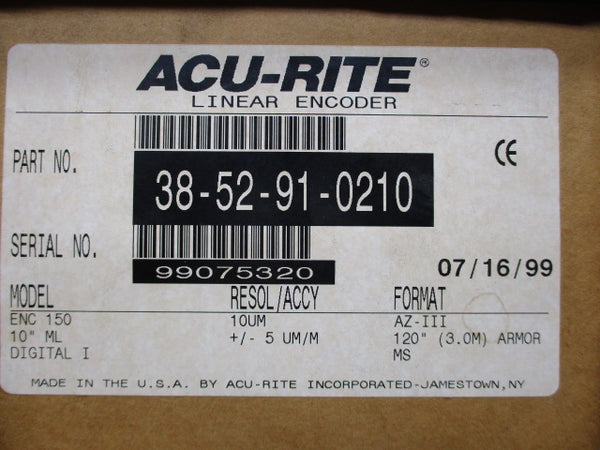 ACU-RITE®
LINEAR ENCODER
PART NO.
38-52-91-0210
CE
SERIAL NO.
99075320
07/16/99
MODEL RESOL/ACCY FORMAT
ENC 150 10UM AZ-III
10" ML +/- 5 UM/M 120" (3.0M) ARMOR
DIGITAL I MS
MADE IN THE U.S.A. BY ACU-RITE INCORPORATED-JAMESTOWN,NY